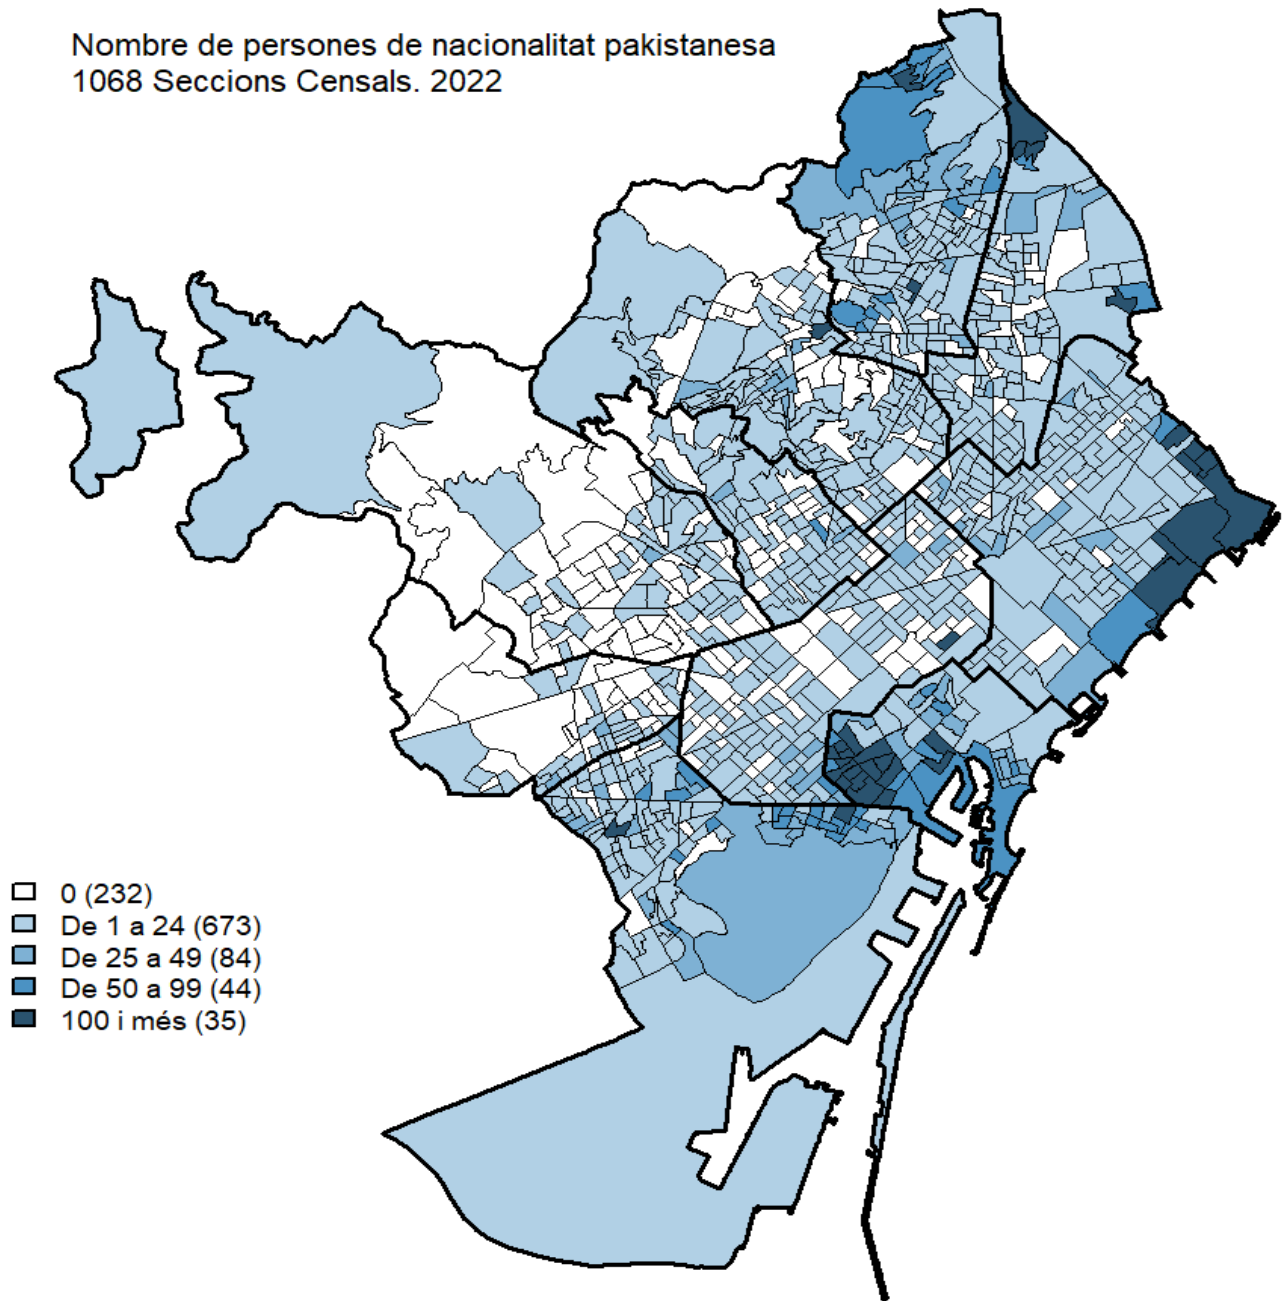 Nombre de persones de nacionalitat pakistanesa
1068 Seccions Censals. 2022
0 (232)
De 1 a 24 (673)
De 25 a 49 (84)
De 50 a 99 (44)
100 i més (35)